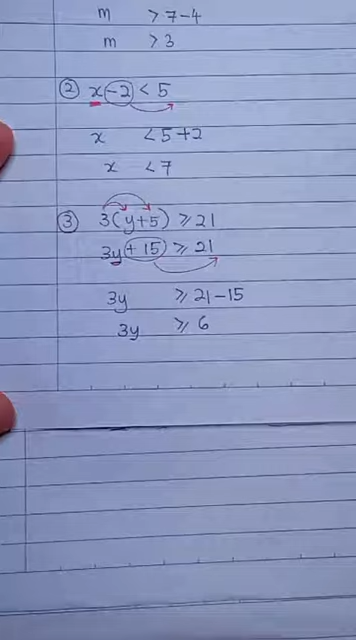 m > 7 - 4
m > 3
② x - 2 < 5
x < 5 + 2
x < 7
③ 3(y + 5) ⩾ 21
3y + 15 ⩾ 21
3y ⩾ 21 - 15
3y ⩾ 6